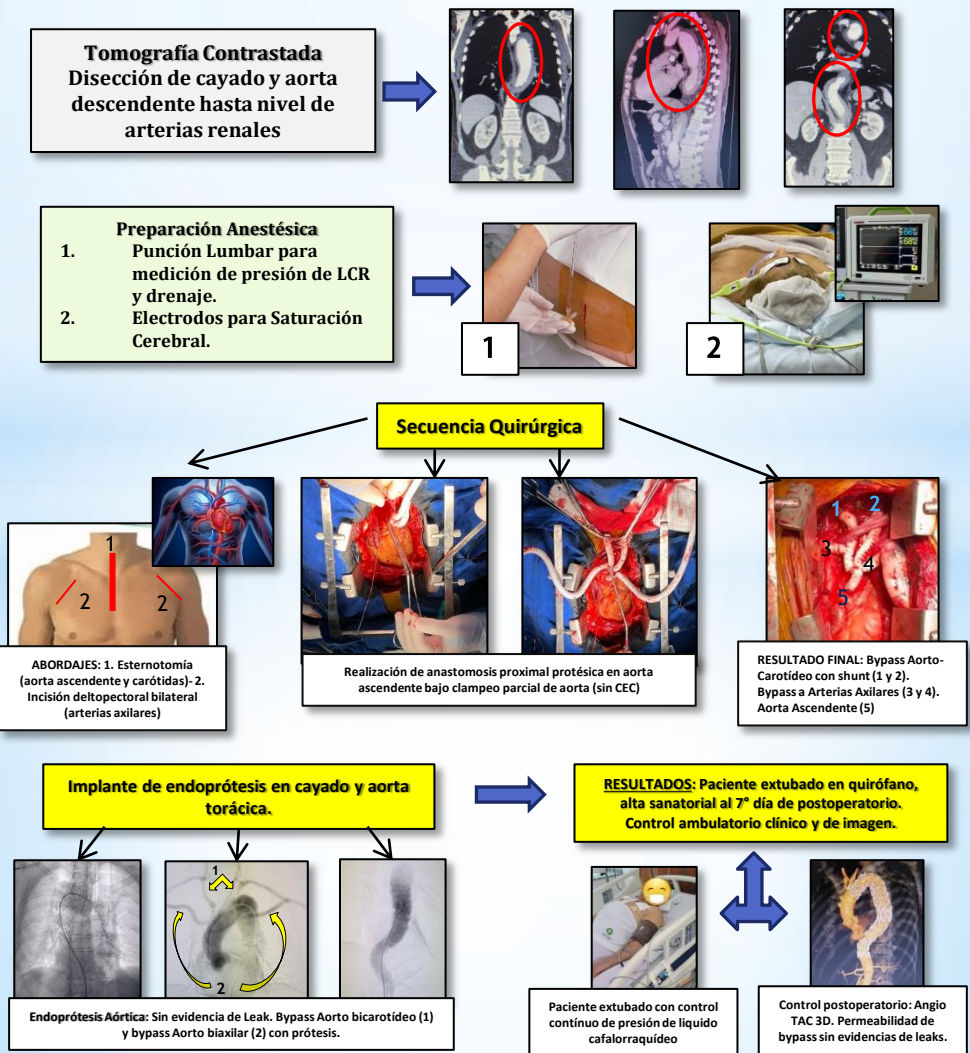 Tomografía Contrastada
Disección de cayado y aorta
descendente hasta nivel de
arterias renales
Preparación Anestésica
1. Punción Lumbar para
medición de presión de LCR
y drenaje.
2. Electrodos para Saturación
Cerebral.
1
2
Secuencia Quirúrgica
1
2
2
ABORDAJES: 1. Esternotomía
(aorta ascendente y carótidas)- 2.
Incisión deltopectoral bilateral
(arterias axilares)
Realización de anastomosis proximal protésica en aorta
ascendente bajo clampeo parcial de aorta (sin CEC)
1
2
3
4
5
RESULTADO FINAL: Bypass Aorto-
Carotídeo con shunt (1 y 2).
Bypass a Arterias Axilares (3 y 4).
Aorta Ascendente (5)
Implante de endoprótesis en cayado y aorta
torácica.
RESULTADOS: Paciente extubado en quirófano,
alta sanatorial al 7° día de postoperatorio.
Control ambulatorio clínico y de imagen.
1
2
Endoprótesis Aórtica: Sin evidencia de Leak. Bypass Aorto bicarotídeo (1)
y bypass Aorto biaxilar (2) con prótesis.
Paciente extubado con control
contínuo de presión de liquido
cafalorraquídeo
Control postoperatorio: Angio
TAC 3D. Permeabilidad de
bypass sin evidencias de leaks.